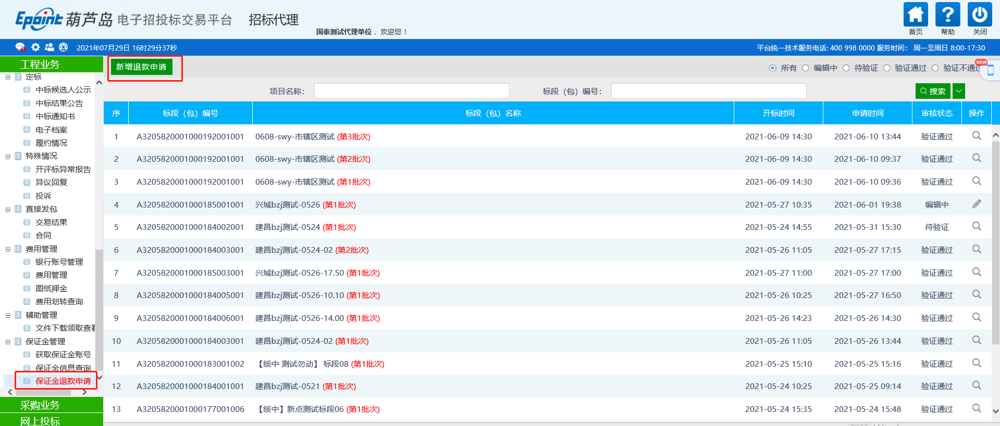 Epoint 葫芦岛 电子招投标交易平台 招标代理
国泰测试代理单位，欢迎您！
首页 帮助 关闭
2021年07月29日 16时29分37秒
平台统一技术服务电话: 400 998 0000 服务时间： 周一至周日 8:00-17:30
工程业务
定标
中标候选人公示
中标结果公告
中标通知书
电子档案
履约情况
特殊情况
开评标异常报告
异议回复
投诉
直接发包
交易结果
合同
费用管理
银行账号管理
费用管理
图纸押金
费用划转查询
辅助管理
文件下载领取查看
保证金管理
获取保证金账号
保证金信息查询
保证金退款申请
采购业务
网上投标
新增退款申请
所有 编辑中 待验证 验证通过 验证不通过
NEW
项目名称： 标段（包）编号： 搜索
序 标段（包）编号 标段（包）名称 开标时间 申请时间 审核状态 操作
1 A3205820001000192001001 0608-swy-市辖区测试 (第3批次) 2021-06-09 14:30 2021-06-10 13:44 验证通过
2 A3205820001000192001001 0608-swy-市辖区测试 (第2批次) 2021-06-09 14:30 2021-06-10 09:37 验证通过
3 A3205820001000192001001 0608-swy-市辖区测试 (第1批次) 2021-06-09 14:30 2021-06-10 09:36 验证通过
4 A3205820001000185001001 兴城bzj测试-0526 (第1批次) 2021-05-27 10:35 2021-06-01 19:38 编辑中
5 A3205820001000184002001 建昌bzj测试-0524 (第1批次) 2021-05-24 14:55 2021-05-31 15:30 待验证
6 A3205820001000184003001 建昌bzj测试-0524-02 (第2批次) 2021-05-26 11:05 2021-05-27 17:15 验证通过
7 A3205820001000185003001 兴城bzj测试-0526-17.50 (第1批次) 2021-05-27 11:00 2021-05-27 17:00 验证通过
8 A3205820001000184005001 建昌bzj测试-0526-10.10 (第1批次) 2021-05-26 10:25 2021-05-27 16:50 验证通过
9 A3205820001000184006001 建昌bzj测试-0526-14.00 (第1批次) 2021-05-26 14:23 2021-05-26 14:30 验证通过
10 A3205820001000184003001 建昌bzj测试-0524-02 (第1批次) 2021-05-26 11:05 2021-05-26 13:44 验证通过
11 A3205820001000183001002 【绥中 测试勿动】 标段08 (第1批次) 2021-05-25 15:10 2021-05-25 15:16 验证通过
12 A3205820001000184001001 建昌bzj测试-0521 (第1批次) 2021-05-24 10:25 2021-05-25 09:14 验证通过
13 A3205820001000177001006 【绥中】新点测试标段06 (第1批次) 2021-05-24 15:35 2021-05-24 15:48 验证通过